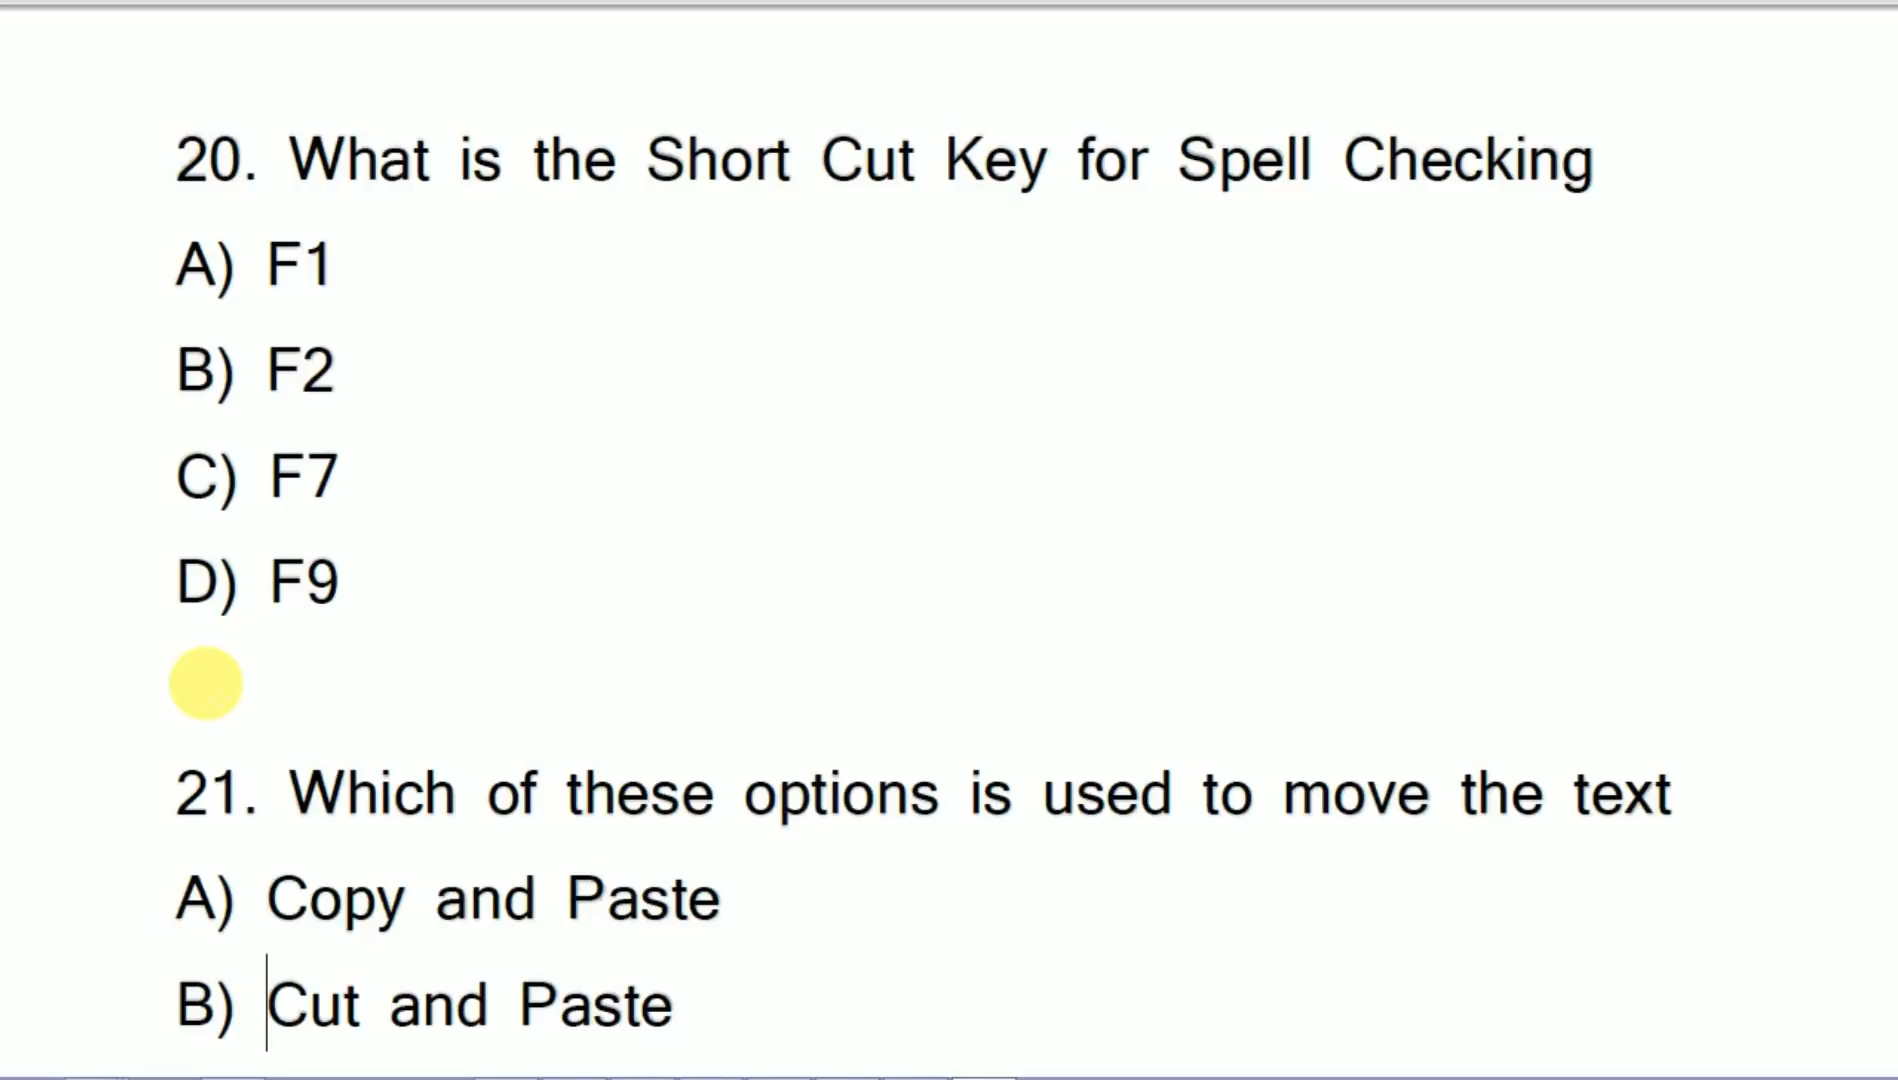 20. What is the Short Cut Key for Spell Checking
A) F1
B) F2
C) F7
D) F9
21. Which of these options is used to move the text
A) Copy and Paste
B) Cut and Paste